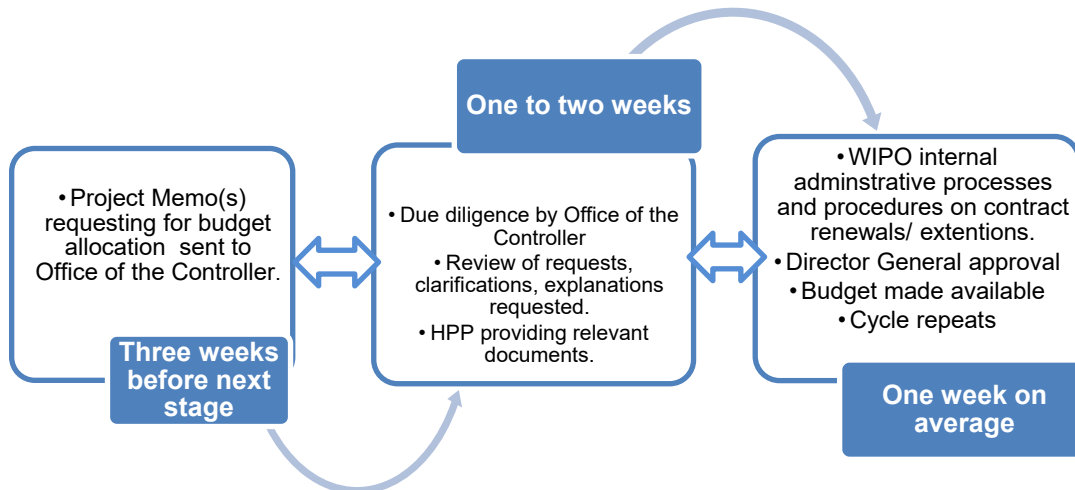 • Project Memo(s)
requesting for budget
allocation sent to
Office of the Controller.
Three weeks
before next
stage
One to two weeks
• Due diligence by Office of the
Controller
• Review of requests,
clarifications, explanations
requested.
• HPP providing relevant
documents.
• WIPO internal
adminstrative processes
and procedures on contract
renewals/ extentions.
• Director General approval
• Budget made available
• Cycle repeats
One week on
average